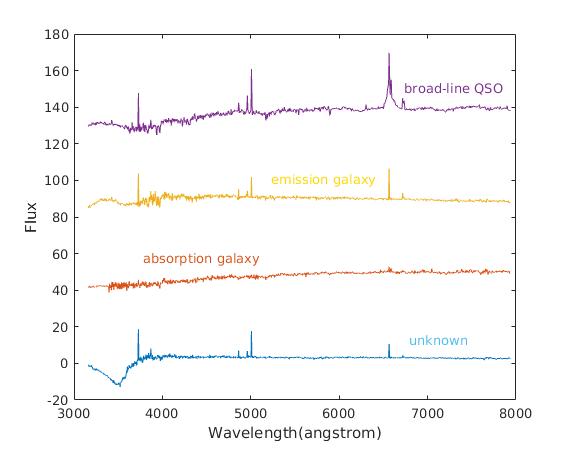 180
160
140
120
100
80
60
40
20
0
-20
Flux
broad-line QSO
emission galaxy
absorption galaxy
unknown
3000 4000 5000 6000 7000 8000
Wavelength(angstrom)